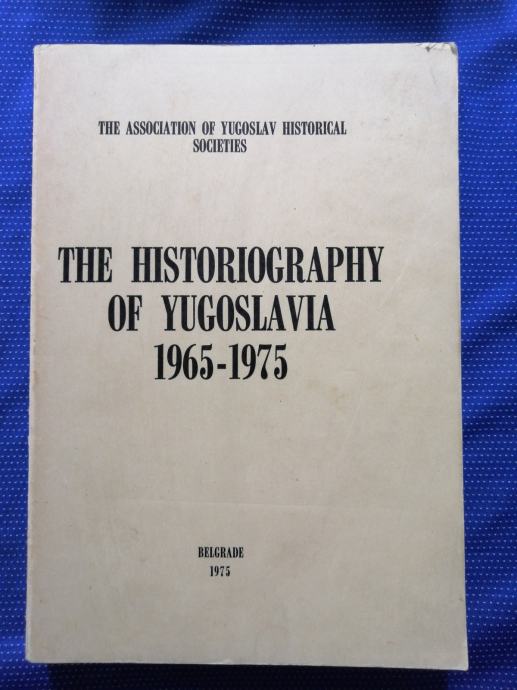 THE ASSOCIATION OF YUGOSLAV HISTORICAL
SOCIETIES
THE HISTORIOGRAPHY
OF YUGOSLAVIA
1965-1975
BELGRADE
1975